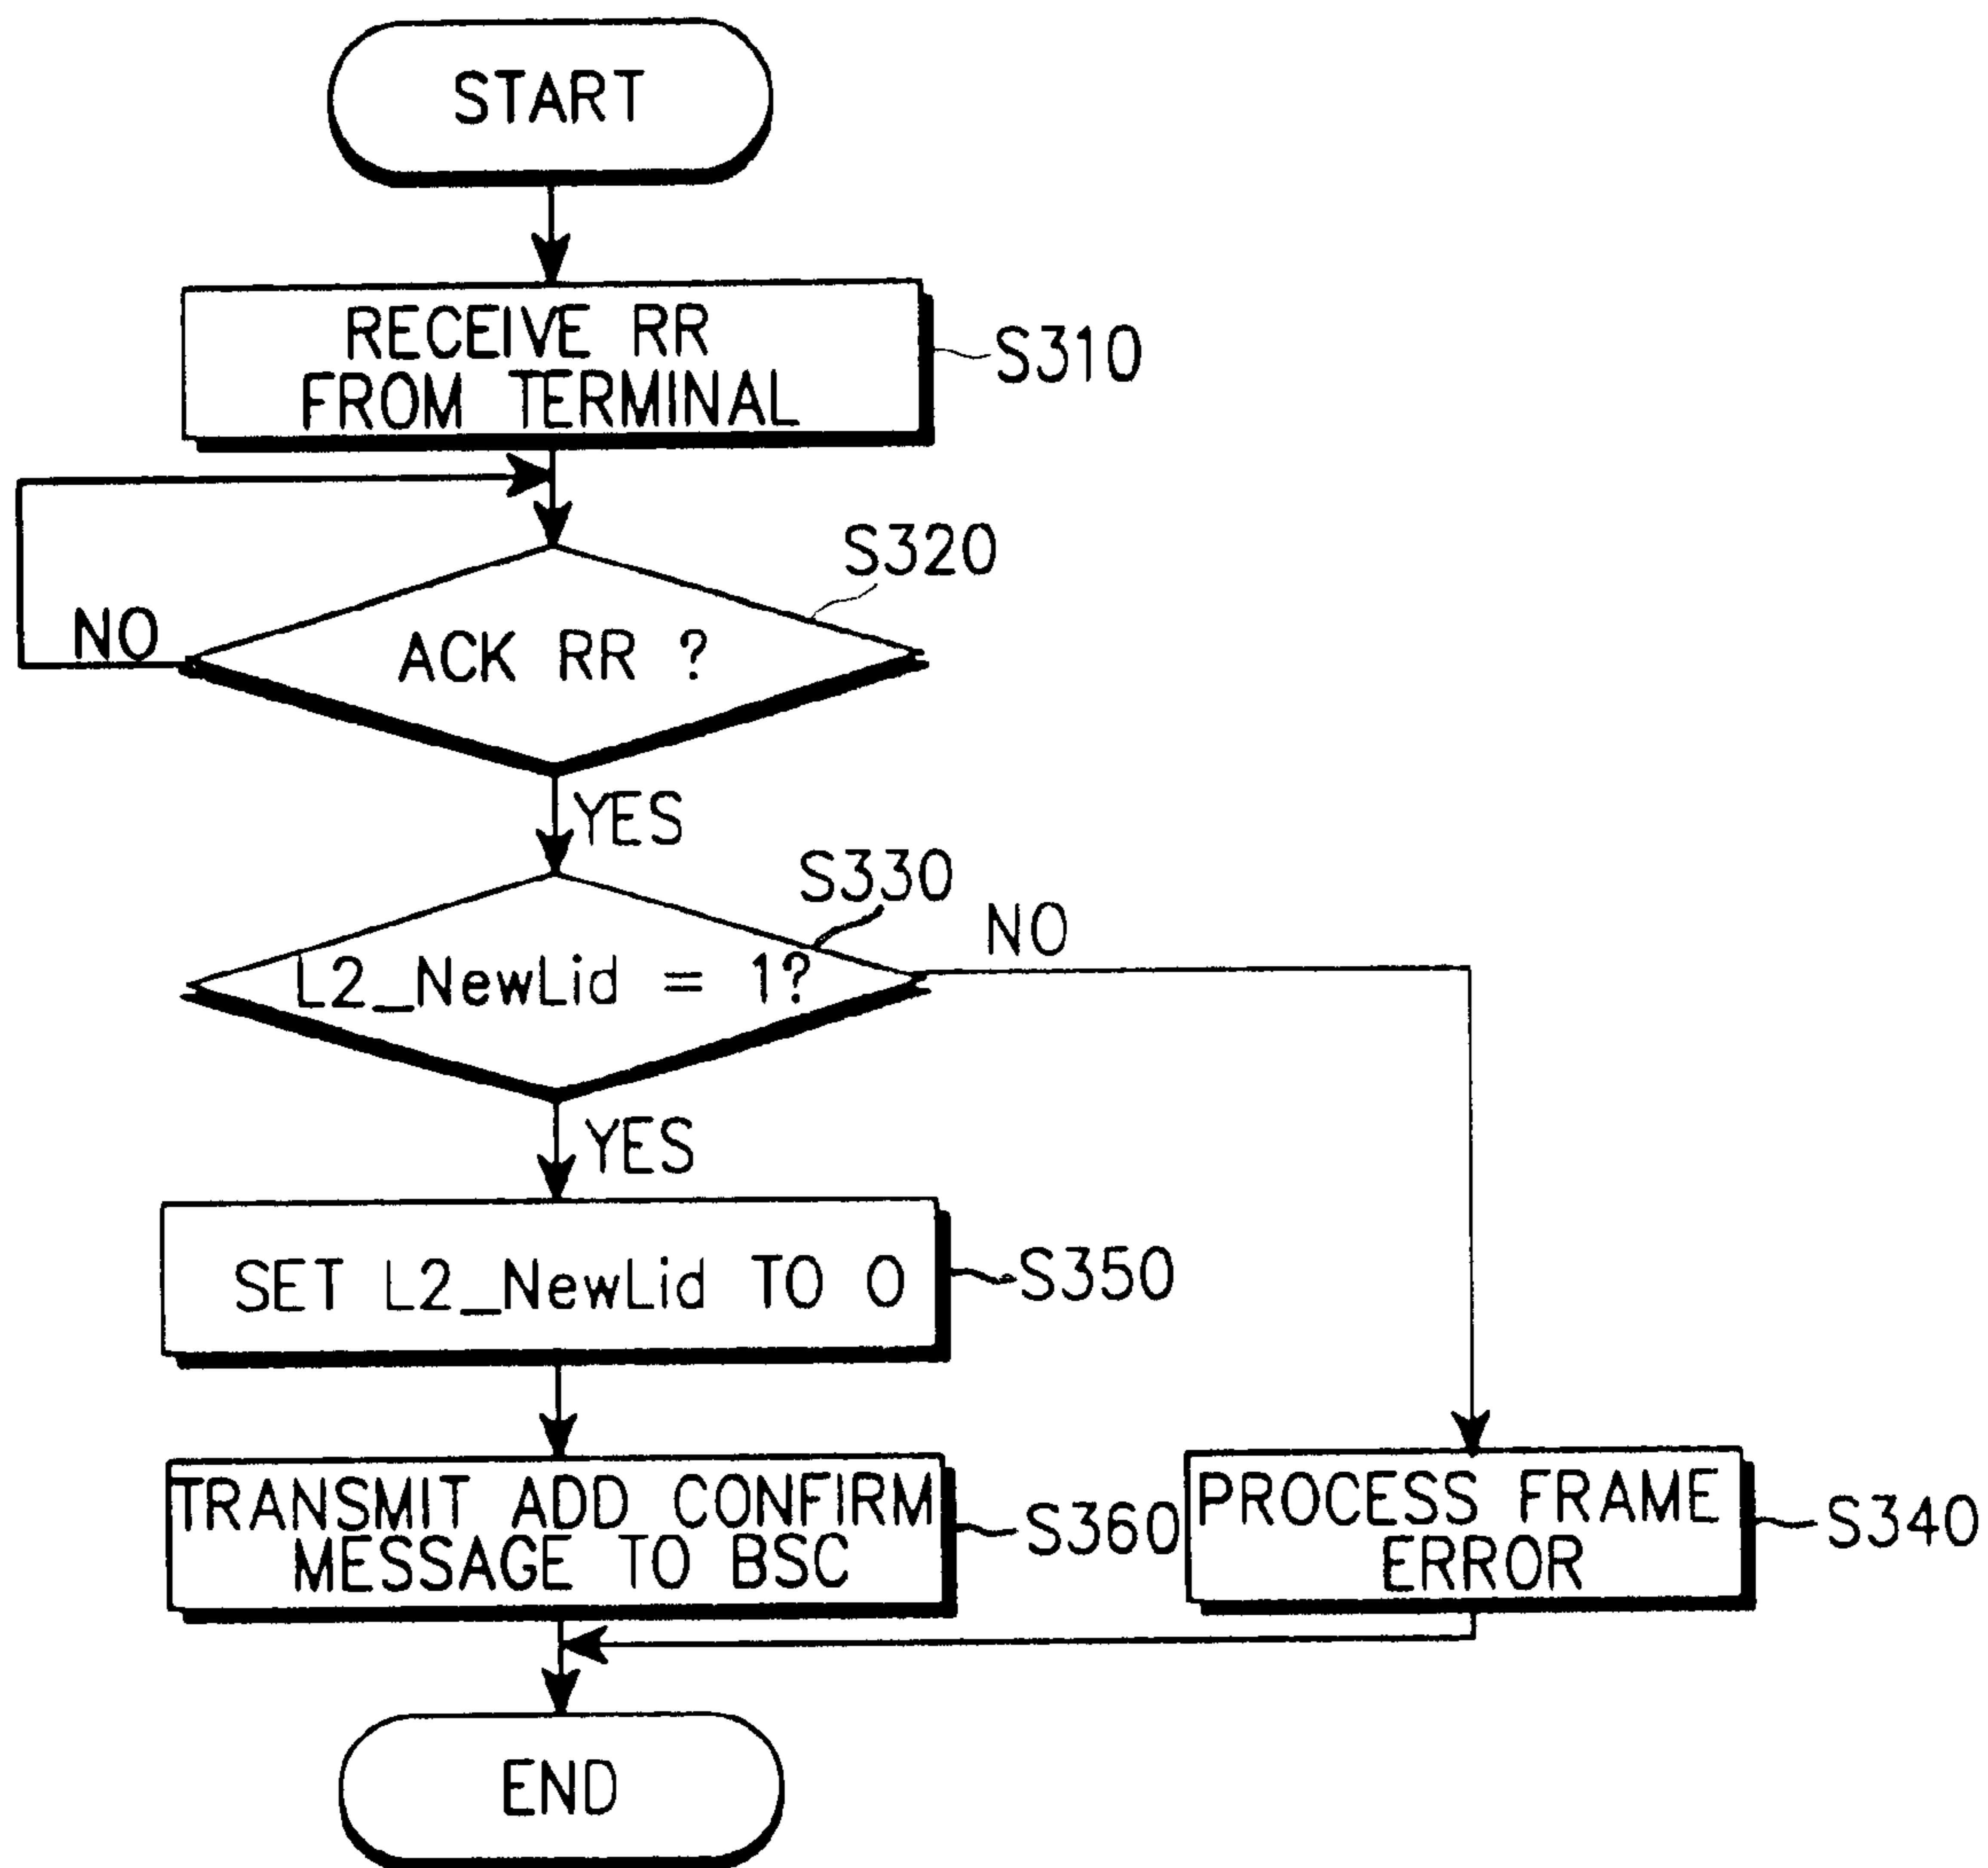 START
RECEIVE RR
FROM TERMINAL
S310
S320
NO
ACK RR ?
YES
S330
NO
L2_NewLid = 1?
YES
SET L2_NewLid TO 0
S350
TRANSMIT ADD CONFIRM
MESSAGE TO BSC
S360
PROCESS FRAME
ERROR
S340
END